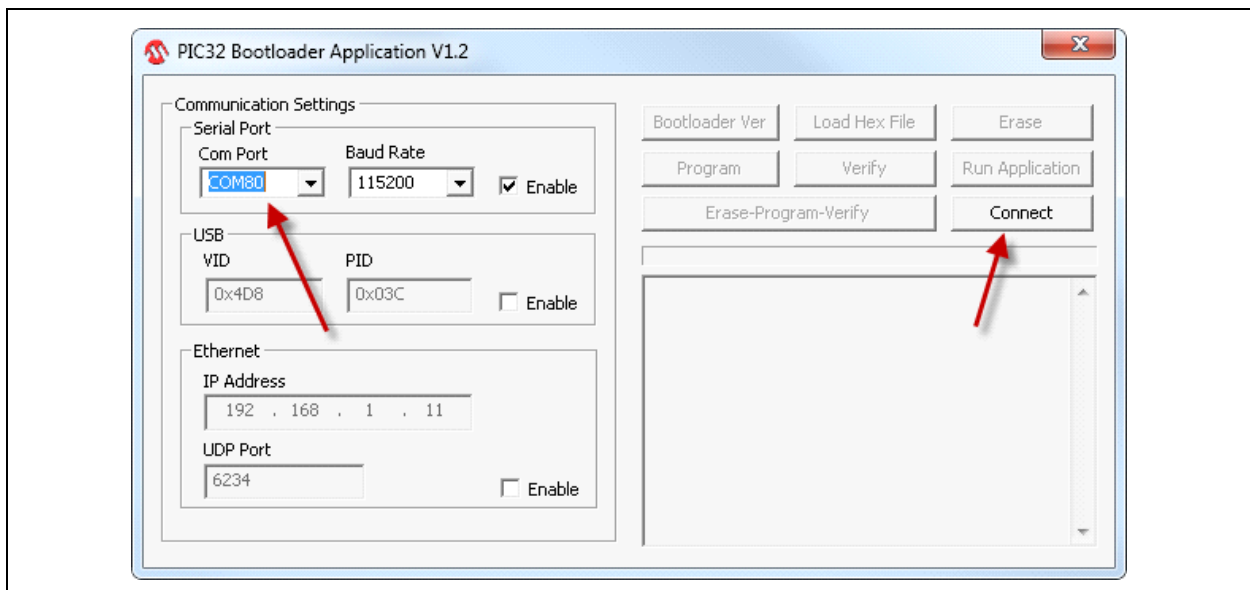 PIC32 Bootloader Application V1.2
Communication Settings
Serial Port
Com Port Baud Rate
COM80 115200 Enable
USB
VID PID
0x4D8 0x03C Enable
Ethernet
IP Address
192 . 168 . 1 . 11
UDP Port
6234 Enable
Bootloader Ver Load Hex File Erase
Program Verify Run Application
Erase-Program-Verify Connect